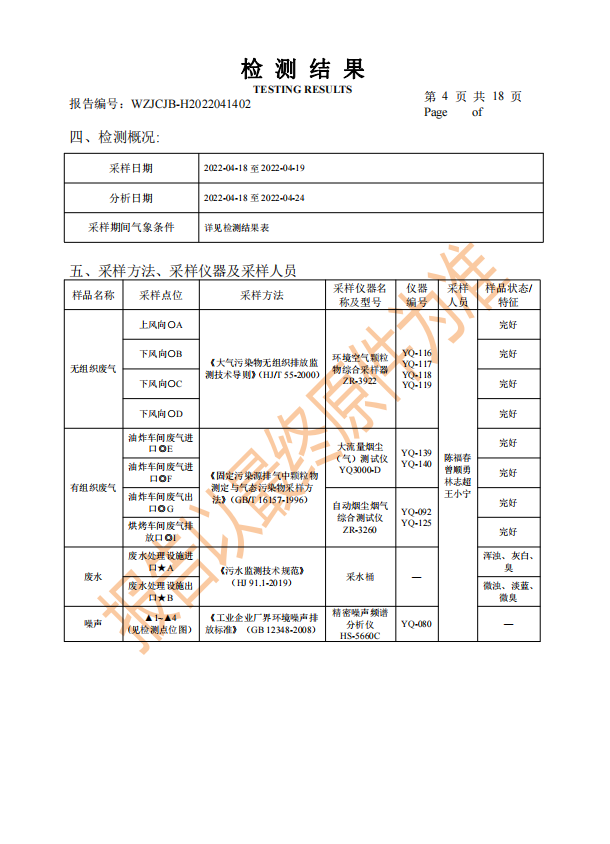 检 测 结 果
TESTING RESULTS
报告编号：WZJCJB-H2022041402
第 4 页 共 18 页
Page of
四、检测概况:
采样日期 2022-04-18 至 2022-04-19
分析日期 2022-04-18 至 2022-04-24
采样期间气象条件 详见检测结果表
五、采样方法、采样仪器及采样人员
样品名称 采样点位 采样方法 采样仪器名
称及型号 仪器
编号 采样
人员 样品状态/
特征
无组织废气
上风向○A
下风向○B
下风向○C
下风向○D
《大气污染物无组织排放监
测技术导则》（HJ/T 55-2000）
环境空气颗粒
物综合采样器
ZR-3922
YQ-116
YQ-117
YQ-118
YQ-119
完好
完好
完好
完好
有组织废气
油炸车间废气进
口◎E
油炸车间废气进
口◎F
油炸车间废气出
口◎G
烘烤车间废气排
放口◎I
《固定污染源排气中颗粒物
测定与气态污染物采样方
法》（GB/T 16157-1996）
大流量烟尘
（气）测试仪
YQ3000-D
YQ-139
YQ-140
自动烟尘烟气
综合测试仪
ZR-3260
YQ-092
YQ-125
陈福春
曾顺勇
林志超
王小宁
完好
完好
完好
完好
废水
废水处理设施进
口★A
废水处理设施出
口★B
《污水监测技术规范》
（HJ 91.1-2019）
采水桶
—
浑浊、灰白、
臭
微浊、淡蓝、
微臭
噪声
▲1~▲4
(见检测点位图)
《工业企业厂界环境噪声排
放标准》（GB 12348-2008）
精密噪声频谱
分析仪
HS-5660C
YQ-080
—
报告以最终原件为准